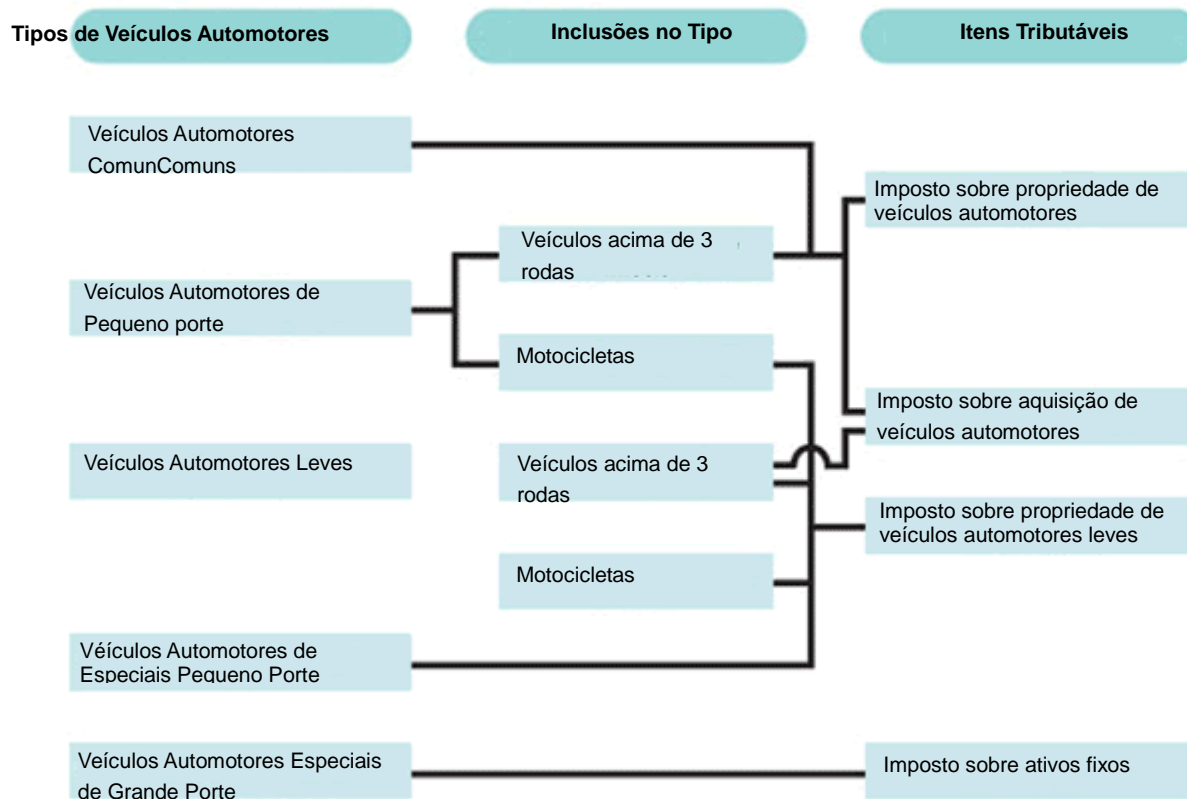 Tipos de Veículos Automotores
Inclusões no Tipo
Itens Tributáveis
Veículos Automotores
ComunComuns
Imposto sobre propriedade de
veículos automotores
Veículos acima de 3
rodas
Veículos Automotores de
Pequeno porte
Motocicletas
Imposto sobre aquisição de
veículos automotores
Veículos Automotores Leves
Veículos acima de 3
rodas
Imposto sobre propriedade de
veículos automotores leves
Motocicletas
Véículos Automotores de
Especiais Pequeno Porte
Veículos Automotores Especiais
de Grande Porte
Imposto sobre ativos fixos